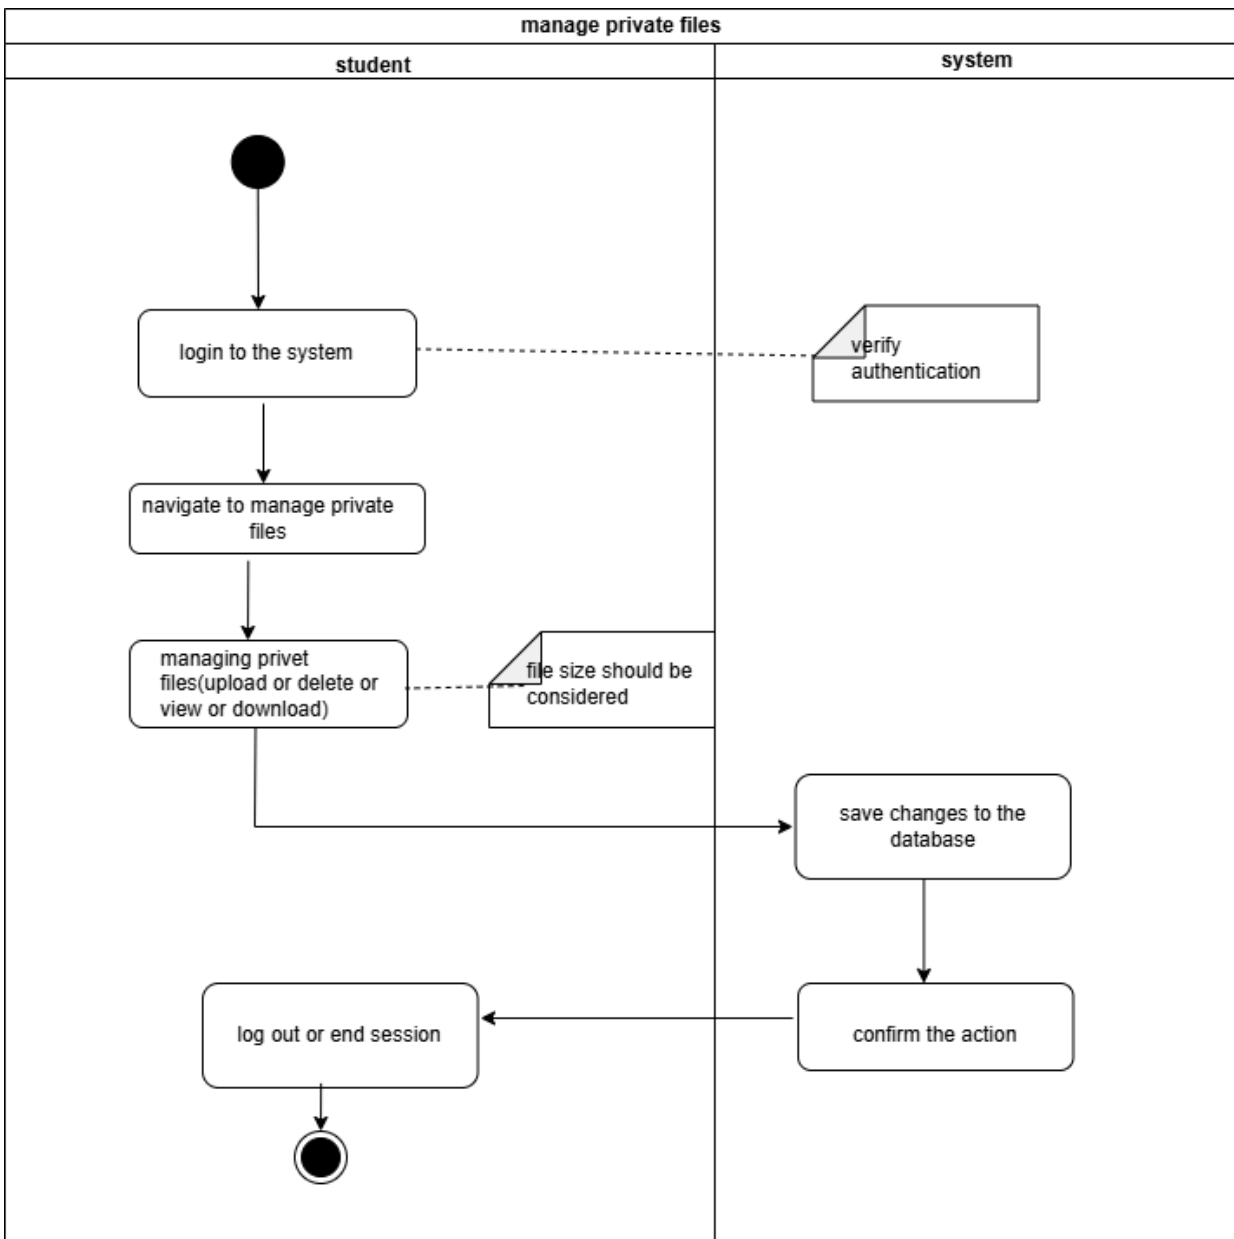 manage private files
student
system
login to the system
verify
authentication
navigate to manage private
files
managing privet
files(upload or delete or
view or download)
file size should be
considered
save changes to the
database
log out or end session
confirm the action